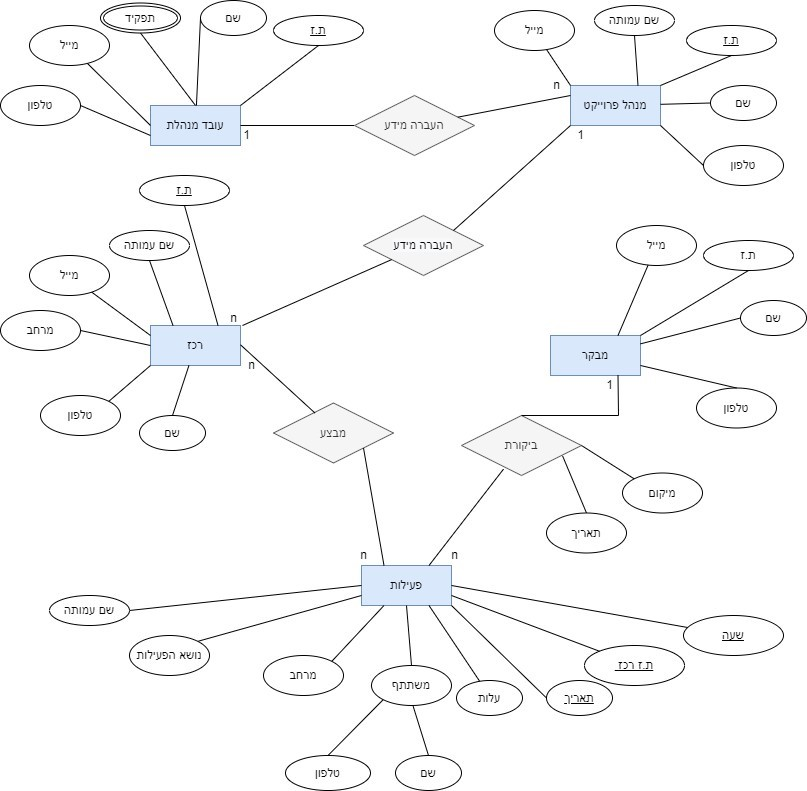 תפקיד
שם
ת.ז
מייל
טלפון
עובד מנהלת
1
העברה מידע
מייל
שם עמותה
ת.ז
n
מנהל פרוייקט
שם
1
טלפון
ת.ז
שם עמותה
מייל
מרחב
רכז
n
n
טלפון
שם
העברה מידע
מייל
ת.ז
שם
מבקר
1
טלפון
מבצע
ביקורת
מיקום
תאריך
n
n
פעילות
שם עמותה
נושא הפעילות
מרחב
משתתף
עלות
תאריך
ת.ז רכז
שעה
טלפון
שם